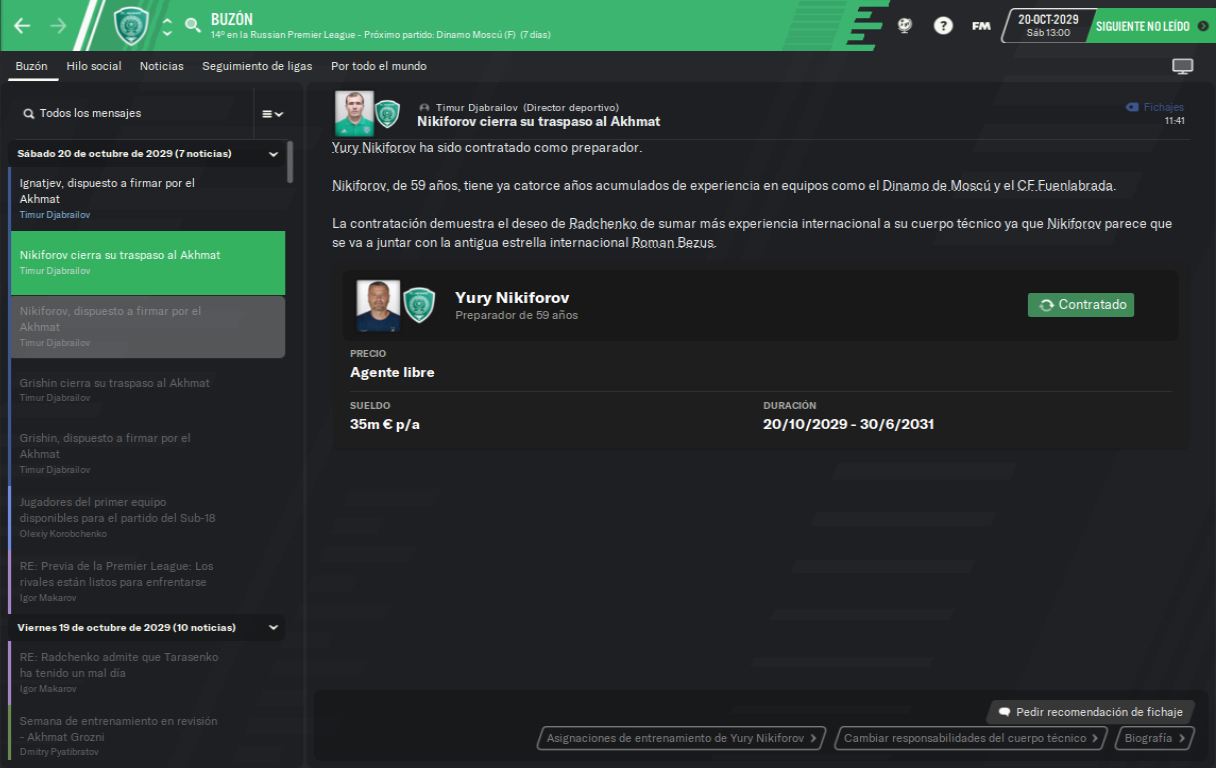 BUZÓN
14º en la Russian Premier League - Próximo partido: Dinamo Moscú (F) (7 días)
?
FM
20-OCT-2029
Sáb 13:00
SIGUIENTE NO LEÍDO
Buzón Hilo social Noticias Seguimiento de ligas Por todo el mundo
Todos los mensajes
Sábado 20 de octubre de 2029 (7 noticias)
Ignatjev, dispuesto a firmar por el
Akhmat
Timur Djabrailov
Nikiforov cierra su traspaso al Akhmat
Timur Djabrailov
Nikiforov, dispuesto a firmar por el
Akhmat
Timur Djabrailov
Grishin cierra su traspaso al Akhmat
Timur Djabrailov
Grishin, dispuesto a firmar por el
Akhmat
Timur Djabrailov
Jugadores del primer equipo
disponibles para el partido del Sub-18
Olexiy Korobchenko
RE: Previa de la Premier League: Los
rivales están listos para enfrentarse
Igor Makarov
Viernes 19 de octubre de 2029 (10 noticias)
RE: Radchenko admite que Tarasenko
ha tenido un mal día
Igor Makarov
Semana de entrenamiento en revisión
- Akhmat Grozni
Dmitry Pyatibratov
Timur Djabrailov (Director deportivo)
Nikiforov cierra su traspaso al Akhmat
Fichajes
11:41
Yury Nikiforov ha sido contratado como preparador.
Nikiforov, de 59 años, tiene ya catorce años acumulados de experiencia en equipos como el Dinamo de Moscú y el CF Fuenlabrada.
La contratación demuestra el deseo de Radchenko de sumar más experiencia internacional a su cuerpo técnico ya que Nikiforov parece que
se va a juntar con la antigua estrella internacional Roman Bezus.
Yury Nikiforov
Preparador de 59 años
Contratado
PRECIO
Agente libre
SUELDO
35m € p/a
DURACIÓN
20/10/2029 - 30/6/2031
Pedir recomendación de fichaje
Asignaciones de entrenamiento de Yury Nikiforov
Cambiar responsabilidades del cuerpo técnico
Biografía